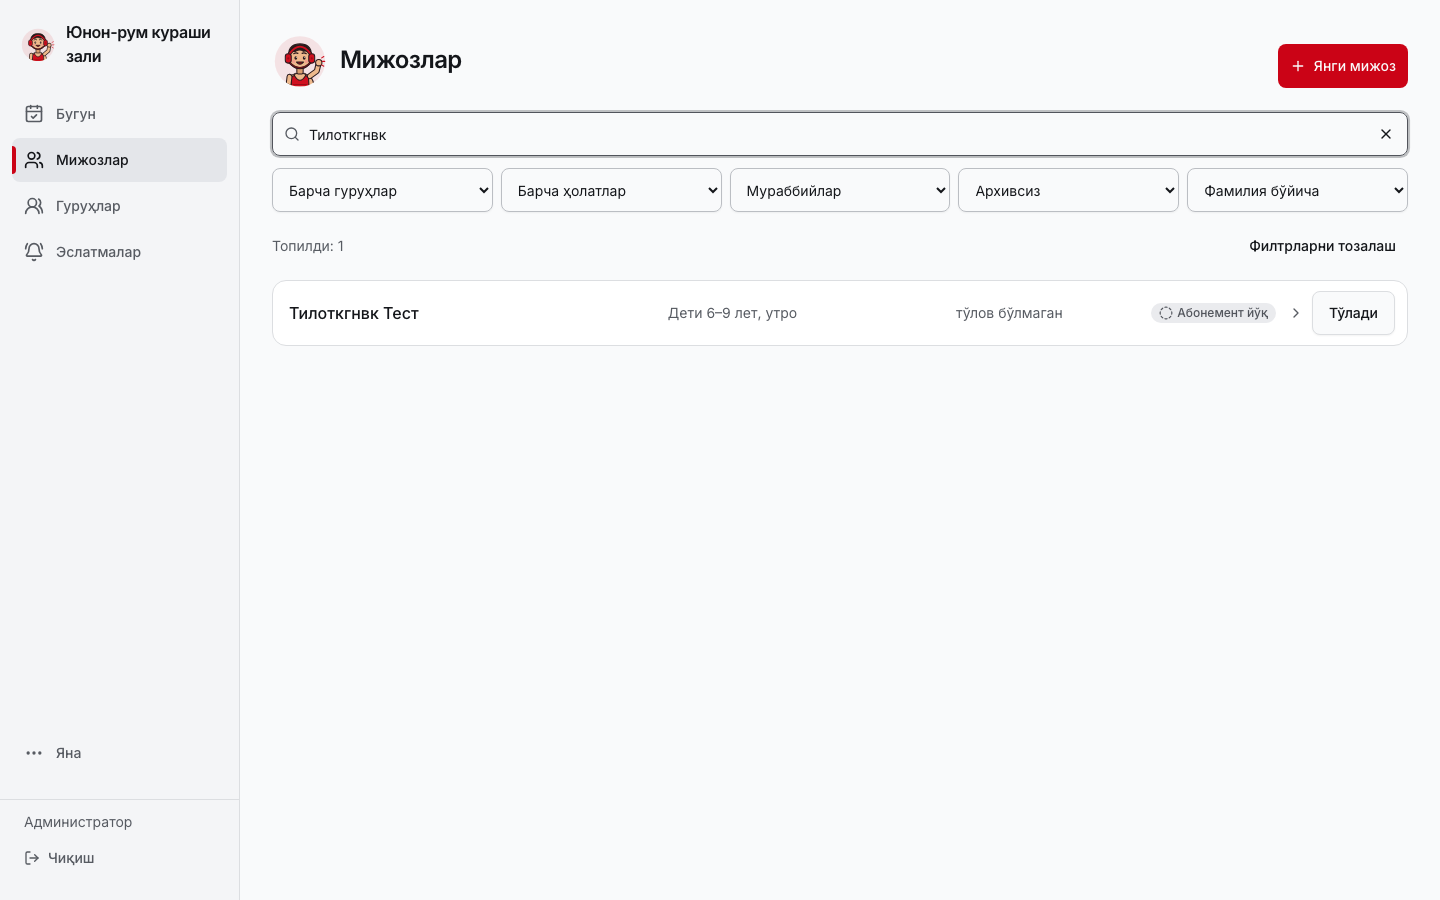 Юнон-рум кураши
зали
Бугун
Мижозлар
Гуруҳлар
Эслатмалар
Яна
Администратор
Чиқиш
Мижозлар
Янги мижоз
Тилоткгнвк
Барча гуруҳлар
Барча ҳолатлар
Мураббийлар
Архивсиз
Фамилия бўйича
Топилди: 1
Филтрларни тозалаш
Тилоткгнвк Тест
Дети 6–9 лет, утро
тўлов бўлмаган
Абонемент йўқ
Тўлади